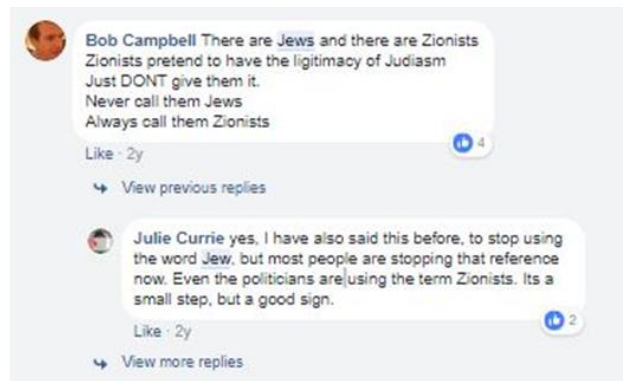 Bob Campbell There are Jews and there are Zionists
Zionists pretend to have the ligitimacy of Judiasm
Just DONT give them it.
Never call them Jews
Always call them Zionists
4
Like · 2y
View previous replies
Julie Currie yes, I have also said this before, to stop using
the word Jew, but most people are stopping that reference
now. Even the politicians are using the term Zionists. Its a
small step, but a good sign.
2
Like · 2y
View more replies